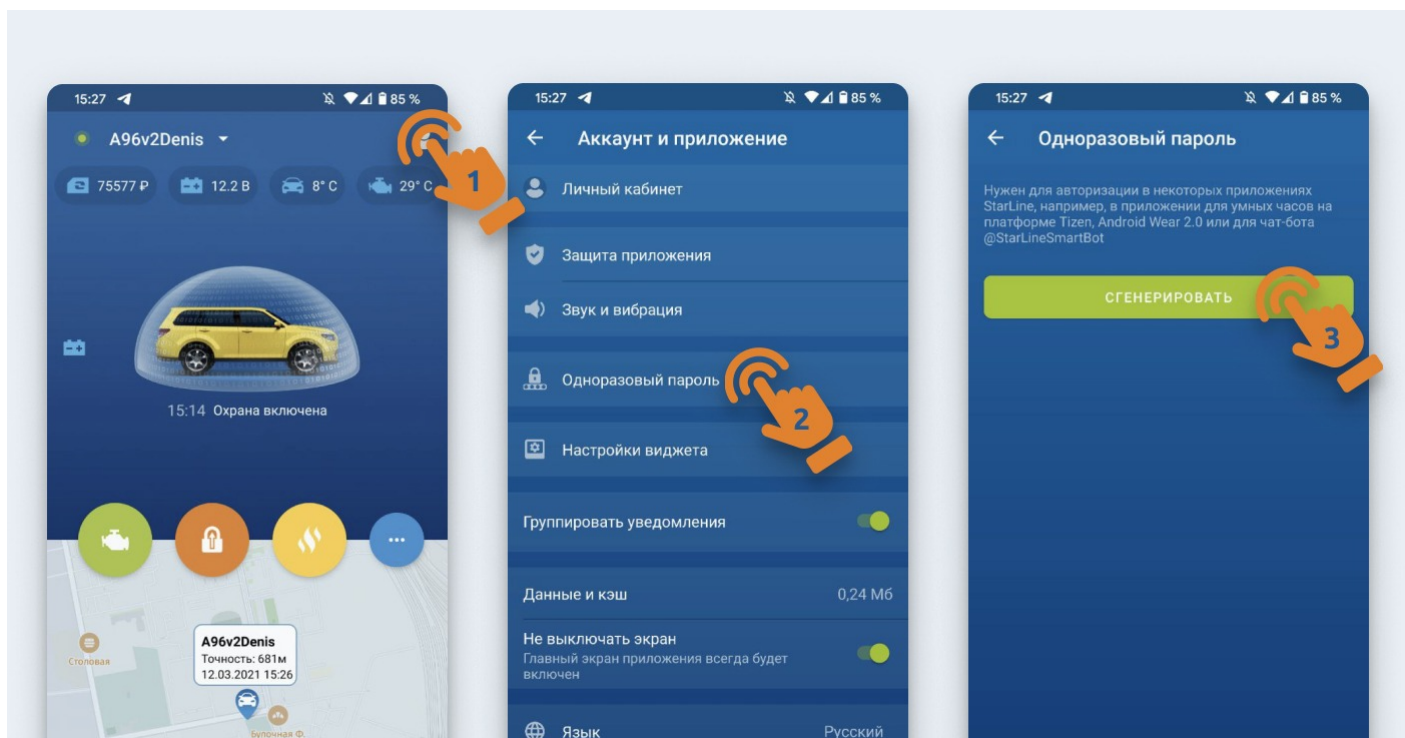 15:27
85 %
A96v2Denis
75577 ₽
12.2 В
8° C
29° C
1
15:14 Охрана включена
Столовая
A96v2Denis
Точность: 681м
12.03.2021 15:26
Булочная Ф.
15:27
85 %
Аккаунт и приложение
Личный кабинет
Защита приложения
Звук и вибрация
Одноразовый пароль
2
Настройки виджета
Группировать уведомления
Данные и кэш
0,24 Мб
Не выключать экран
Главный экран приложения всегда будет
включен
Язык
Русский
15:27
85 %
Одноразовый пароль
Нужен для авторизации в некоторых приложениях
StarLine, например, в приложении для умных часов на
платформе Tizen, Android Wear 2.0 или для чат-бота
@StarLineSmartBot
СГЕНЕРИРОВАТЬ
3